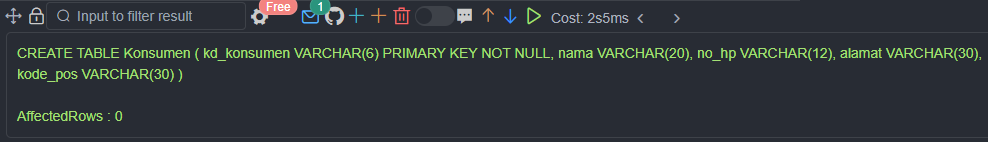 Free
1
Input to filter result
Cost: 2s5ms
CREATE TABLE Konsumen ( kd_konsumen VARCHAR(6) PRIMARY KEY NOT NULL, nama VARCHAR(20), no_hp VARCHAR(12), alamat VARCHAR(30),
kode_pos VARCHAR(30) )
AffectedRows : 0